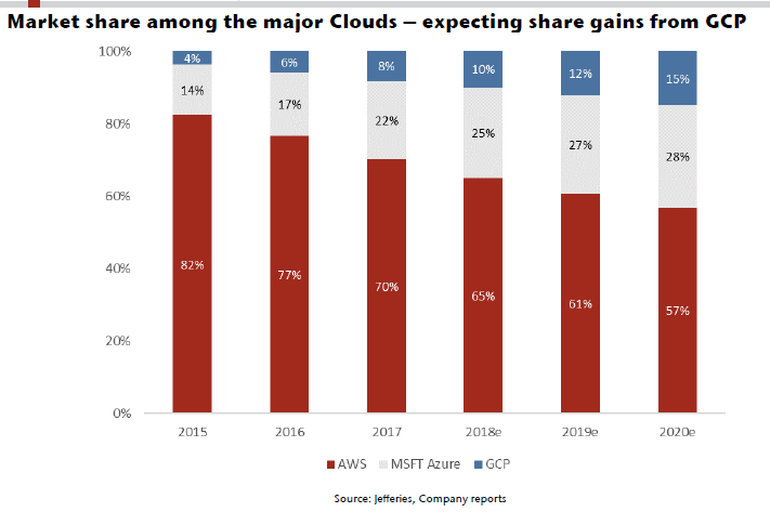 Market share among the major Clouds – expecting share gains from GCP
100%
80%
60%
40%
20%
0%
4% 6% 8% 10% 12% 15%
14% 17% 22% 25% 27% 28%
82% 77% 70% 65% 61% 57%
2015 2016 2017 2018e 2019e 2020e
AWS MSFT Azure GCP
Source: Jefferies, Company reports